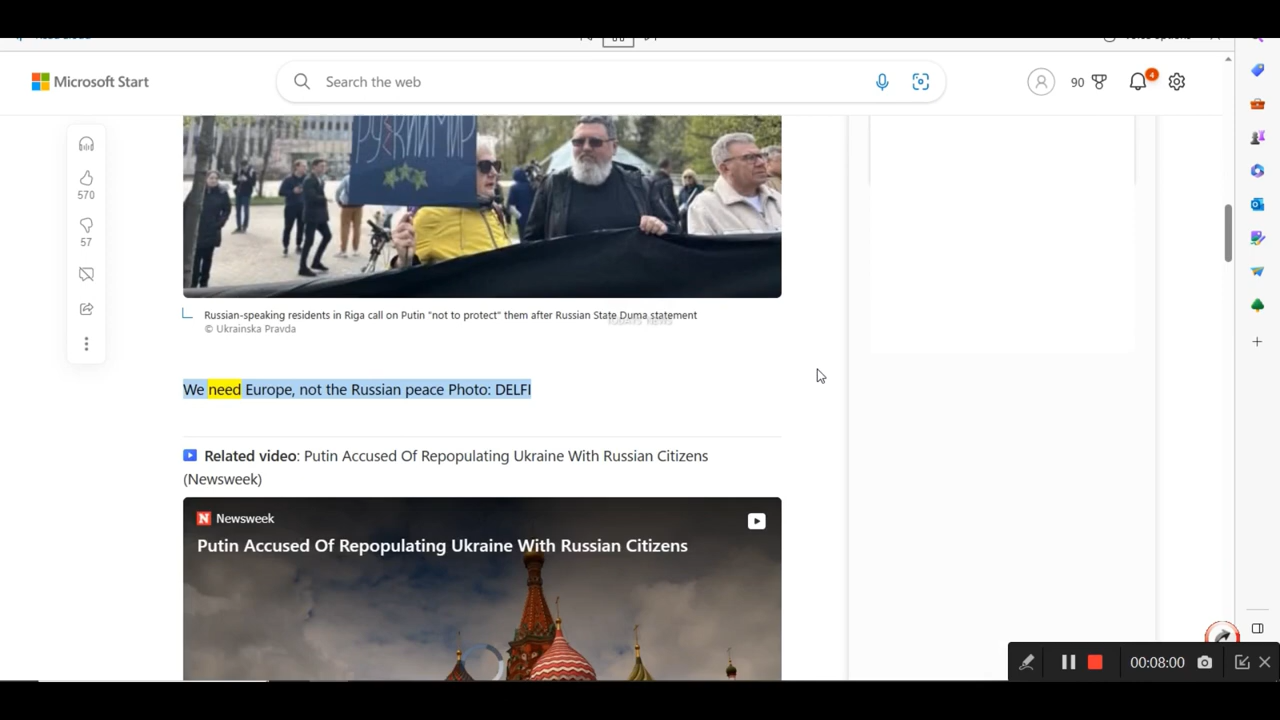 Microsoft Start
Search the web
90
4
570
57
РУССКИЙ МИР
Russian-speaking residents in Riga call on Putin "not to protect" them after Russian State Duma statement
© Ukrainska Pravda
TODAYS NEWS
We need Europe, not the Russian peace Photo: DELFI
Related video: Putin Accused Of Repopulating Ukraine With Russian Citizens
(Newsweek)
N Newsweek
Putin Accused Of Repopulating Ukraine With Russian Citizens
00:08:00